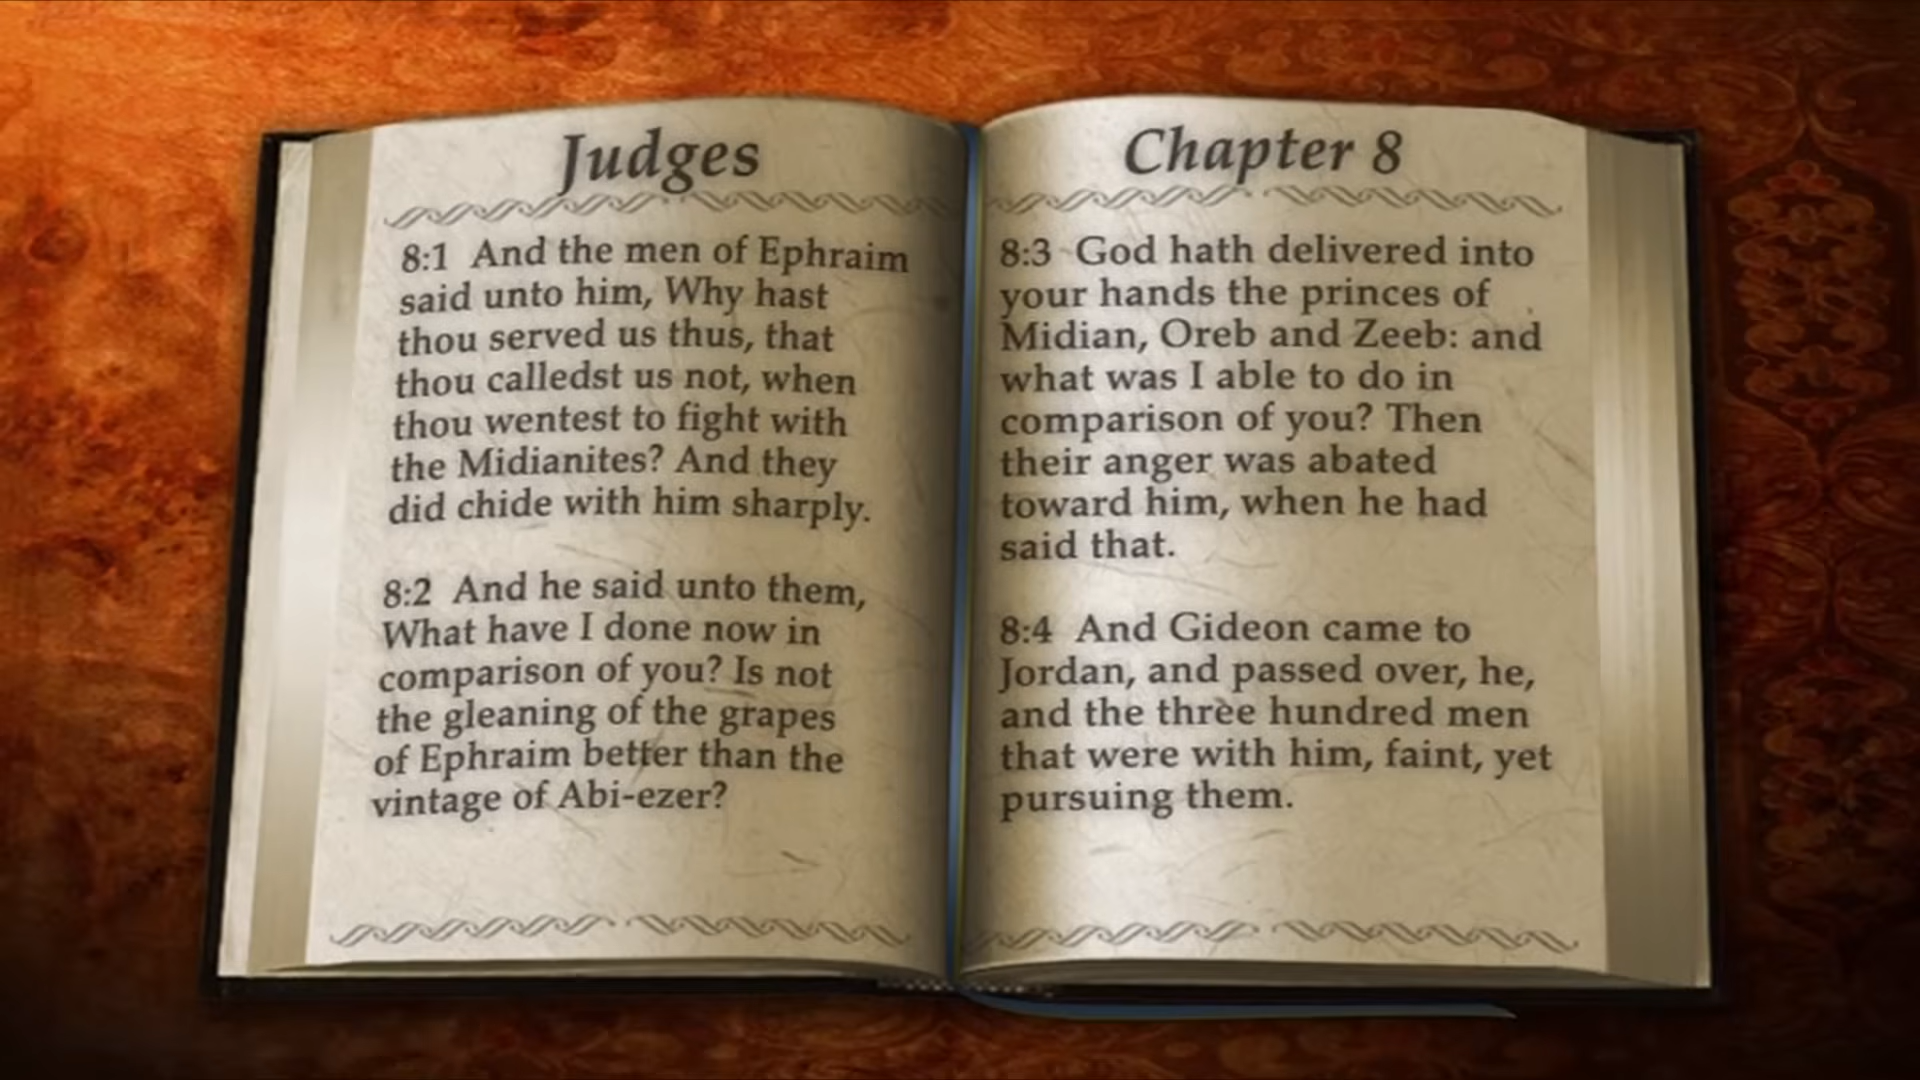 Judges
8:1 And the men of Ephraim
said unto him, Why hast
thou served us thus, that
thou calledst us not, when
thou wentest to fight with
the Midianites? And they
did chide with him sharply.
8:2 And he said unto them,
What have I done now in
comparison of you? Is not
the gleaning of the grapes
of Ephraim better than the
vintage of Abi-ezer?
Chapter 8
8:3 God hath delivered into
your hands the princes of
Midian, Oreb and Zeeb: and
what was I able to do in
comparison of you? Then
their anger was abated
toward him, when he had
said that.
8:4 And Gideon came to
Jordan, and passed over, he,
and the three hundred men
that were with him, faint, yet
pursuing them.